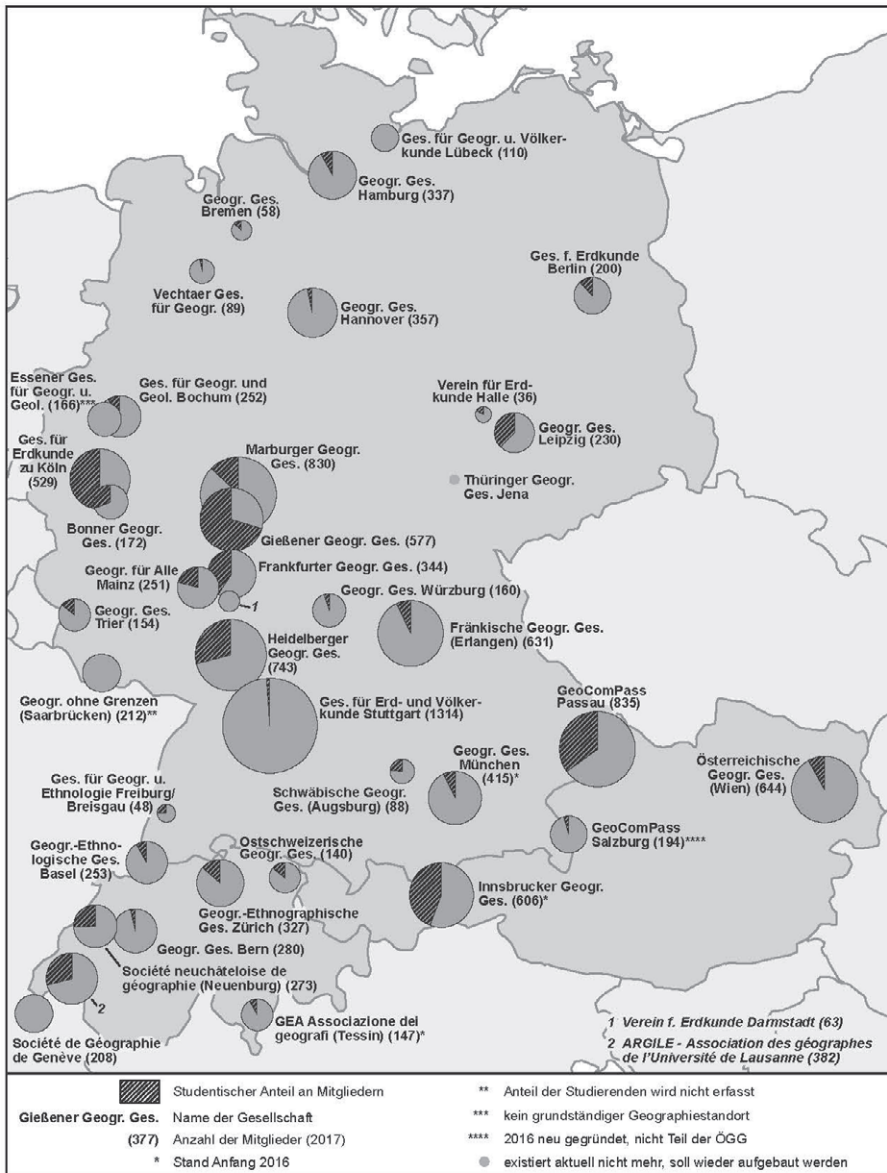 Ges. für Geogr. u. Völker-
kunde Lübeck (110)
Geogr. Ges.
Hamburg (337)
Geogr. Ges.
Bremen (58)
Ges. f. Erdkunde
Berlin (200)
Vechtaer Ges.
für Geogr. (89)
Geogr. Ges.
Hannover (357)
Essener Ges.
für Geogr. u.
Geol. (166)***
Ges. für Geogr. und
Geol. Bochum (252)
Verein für Erd-
kunde Halle (36)
Geogr. Ges.
Leipzig (230)
Ges. für
Erdkunde
zu Köln
(529)
Marburger Geogr.
Ges. (830)
Thüringer Geogr.
Ges. Jena
Bonner Geogr.
Ges. (172)
Gießener Geogr. Ges. (577)
Geogr. für Alle
Mainz (251)
Frankfurter Geogr. Ges. (344)
1
Geogr. Ges. Würzburg (160)
Geogr. Ges.
Trier (154)
Fränkische Geogr. Ges.
(Erlangen) (631)
Heidelberger
Geogr. Ges.
(743)
Geogr. ohne Grenzen
(Saarbrücken) (212)**
Ges. für Erd- und Völker-
kunde Stuttgart (1314)
GeoComPass
Passau (835)
Geogr. Ges.
München
(415)*
Österreichische
Geogr. Ges.
(Wien) (644)
Ges. für Geogr. u.
Ethnologie Freiburg/
Breisgau (48)
Schwäbische Geogr.
Ges. (Augsburg) (88)
GeoComPass
Salzburg (194)****
Geogr.-Ethno-
logische Ges.
Basel (253)
Ostschweizerische
Geogr. Ges. (140)
Innsbrucker Geogr.
Ges. (606)*
Geogr.-Ethnographische
Ges. Zürich (327)
Geogr. Ges. Bern (280)
Société neuchâteloise de
géographie (Neuenburg) (273)
2
Société de Géographie
de Genève (208)
GEA Associazione dei
geografi (Tessin) (147)*
1 Verein f. Erdkunde Darmstadt (63)
2 ARGILE - Association des géographes
de l'Université de Lausanne (382)
Studentischer Anteil an Mitgliedern
Gießener Geogr. Ges. Name der Gesellschaft
(377) Anzahl der Mitglieder (2017)
* Stand Anfang 2016
** Anteil der Studierenden wird nicht erfasst
*** kein grundständiger Geographiestandort
**** 2016 neu gegründet, nicht Teil der ÖGG
existiert aktuell nicht mehr, soll wieder aufgebaut werden